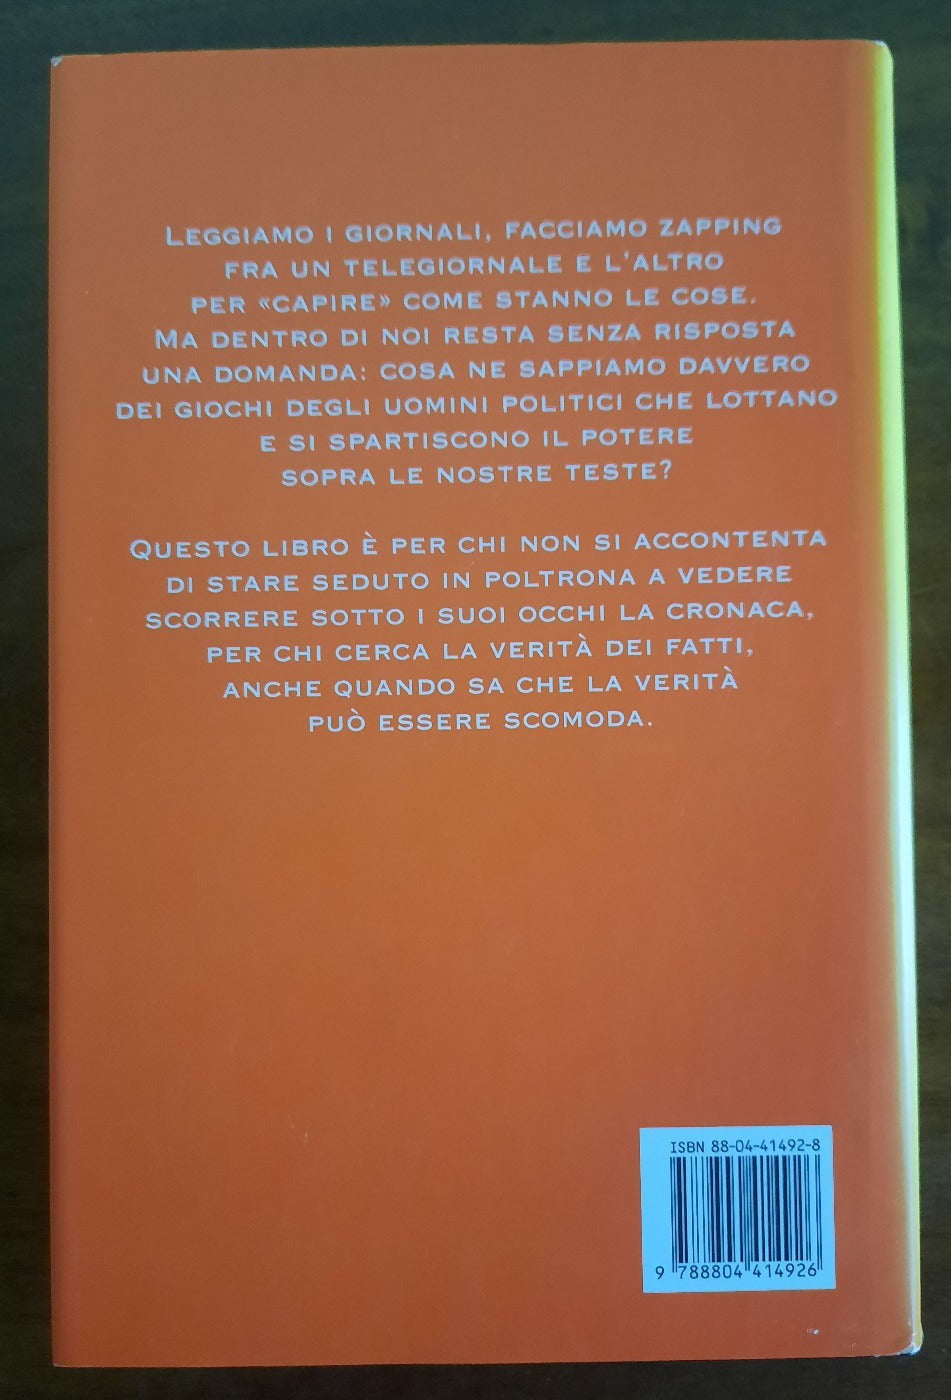 LEGGIAMO I GIORNALI, FACCIAMO ZAPPING
FRA UN TELEGIORNALE E L'ALTRO
PER «CAPIRE» COME STANNO LE COSE.
MA DENTRO DI NOI RESTA SENZA RISPOSTA
UNA DOMANDA: COSA NE SAPPIAMO DAVVERO
DEI GIOCHI DEGLI UOMINI POLITICI CHE LOTTANO
E SI SPARTISCONO IL POTERE
SOPRA LE NOSTRE TESTE?
QUESTO LIBRO È PER CHI NON SI ACCONTENTA
DI STARE SEDUTO IN POLTRONA A VEDERE
SCORRERE SOTTO I SUOI OCCHI LA CRONACA,
PER CHI CERCA LA VERITÀ DEI FATTI,
ANCHE QUANDO SA CHE LA VERITÀ
PUÒ ESSERE SCOMODA.
ISBN 88-04-41492-8
9 788804 414926